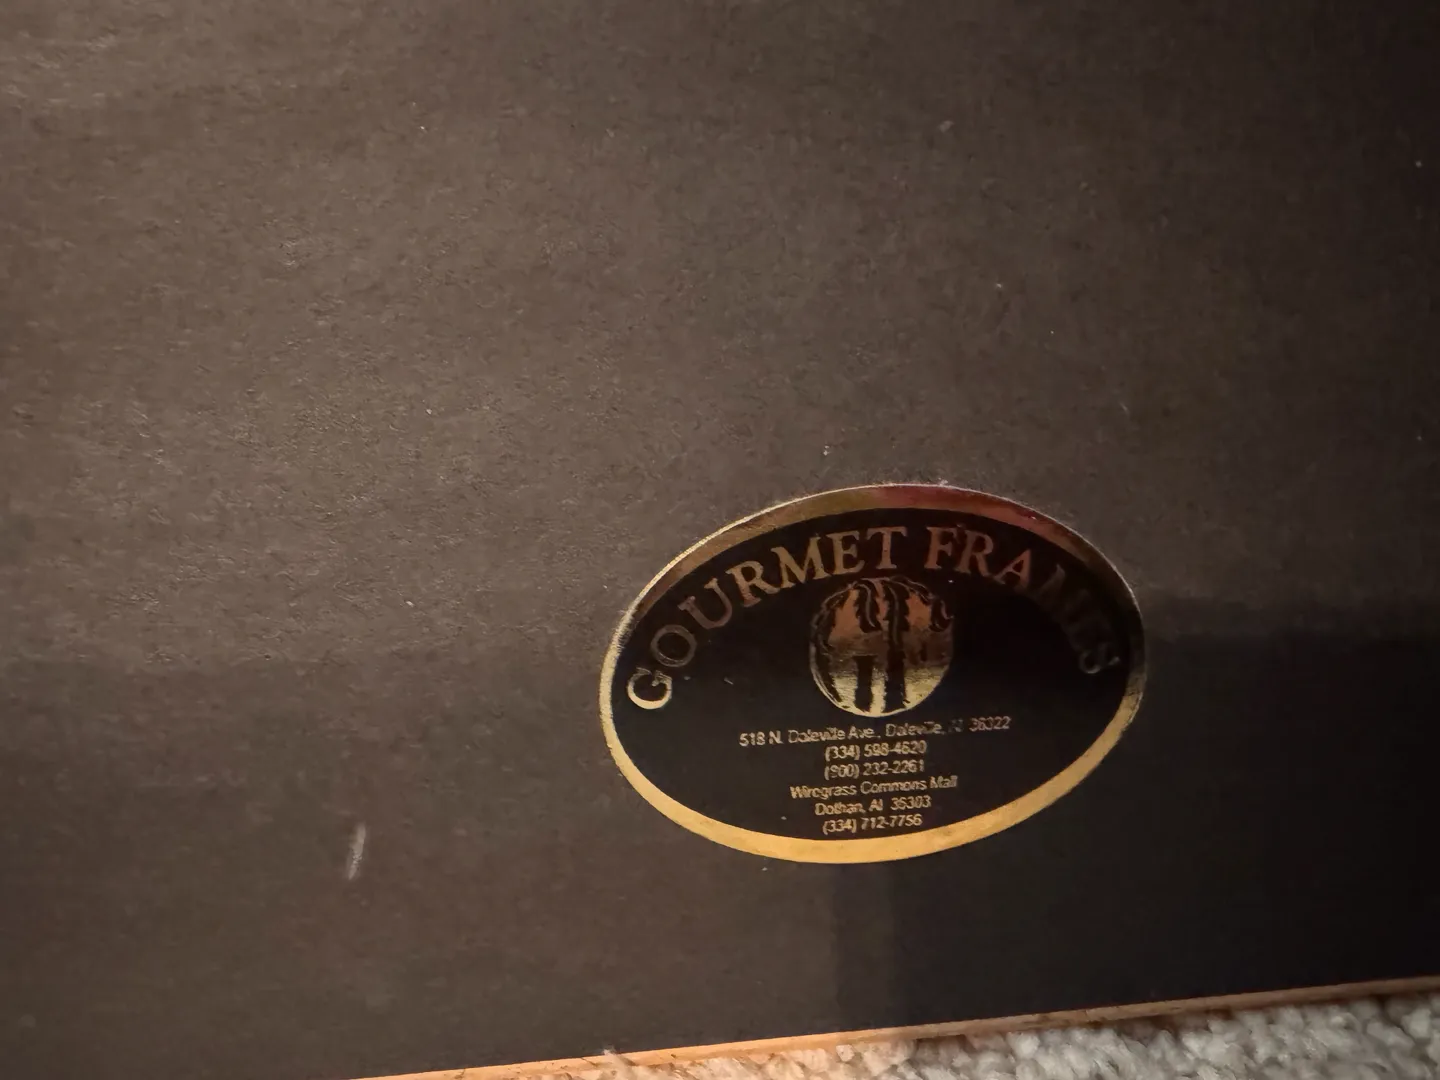 GOURMET FRAMES
518 N. Daleville Ave., Daleville, Al 36322
(334) 598-4620
(900) 232-2261
Wiregrass Commons Mall
Dothan, Al 36303
(334) 712-7756